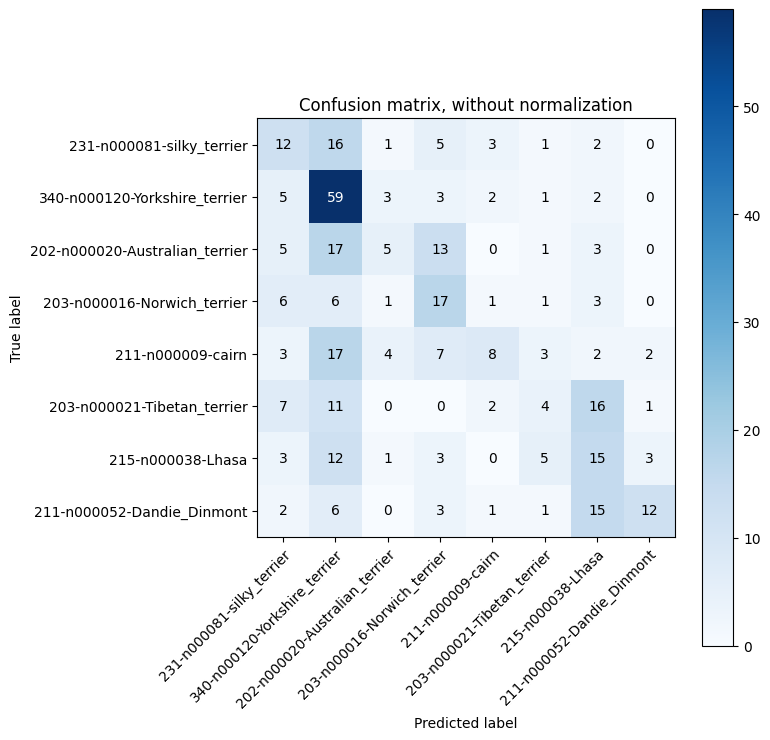 Confusion matrix, without normalization
True label
231-n000081-silky_terrier 12 16 1 5 3 1 2 0
340-n000120-Yorkshire_terrier 5 59 3 3 2 1 2 0
202-n000020-Australian_terrier 5 17 5 13 0 1 3 0
203-n000016-Norwich_terrier 6 6 1 17 1 1 3 0
211-n000009-cairn 3 17 4 7 8 3 2 2
203-n000021-Tibetan_terrier 7 11 0 0 2 4 16 1
215-n000038-Lhasa 3 12 1 3 0 5 15 3
211-n000052-Dandie_Dinmont 2 6 0 3 1 1 15 12
231-n000081-silky_terrier
340-n000120-Yorkshire_terrier
202-n000020-Australian_terrier
203-n000016-Norwich_terrier
211-n000009-cairn
203-n000021-Tibetan_terrier
215-n000038-Lhasa
211-n000052-Dandie_Dinmont
Predicted label
50
40
30
20
10
0